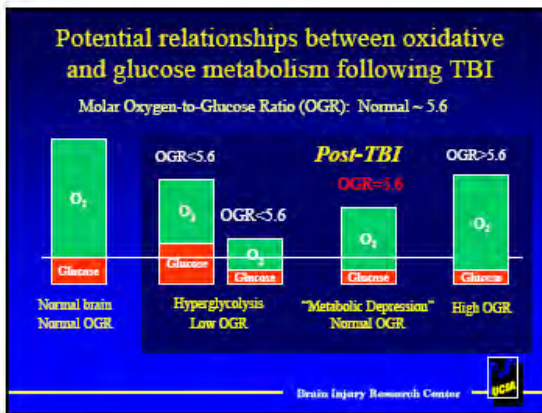 Potential relationships between oxidative
and glucose metabolism following TBI
Molar Oxygen-to-Glucose Ratio (OGR): Normal ~ 5.6
OGR<5.6
Post-TBI
OGR>5.6
OGR=5.6
OGR<5.6
O₂
O₂
O₂
O₂
O₂
Glucose
Glucose
Glucose
Glucose
Glucose
Normal brain
Normal OGR
Hyperglycolysis
Low OGR
"Metabolic Depression"
Normal OGR
High OGR
Brain Injury Research Center
UCLA